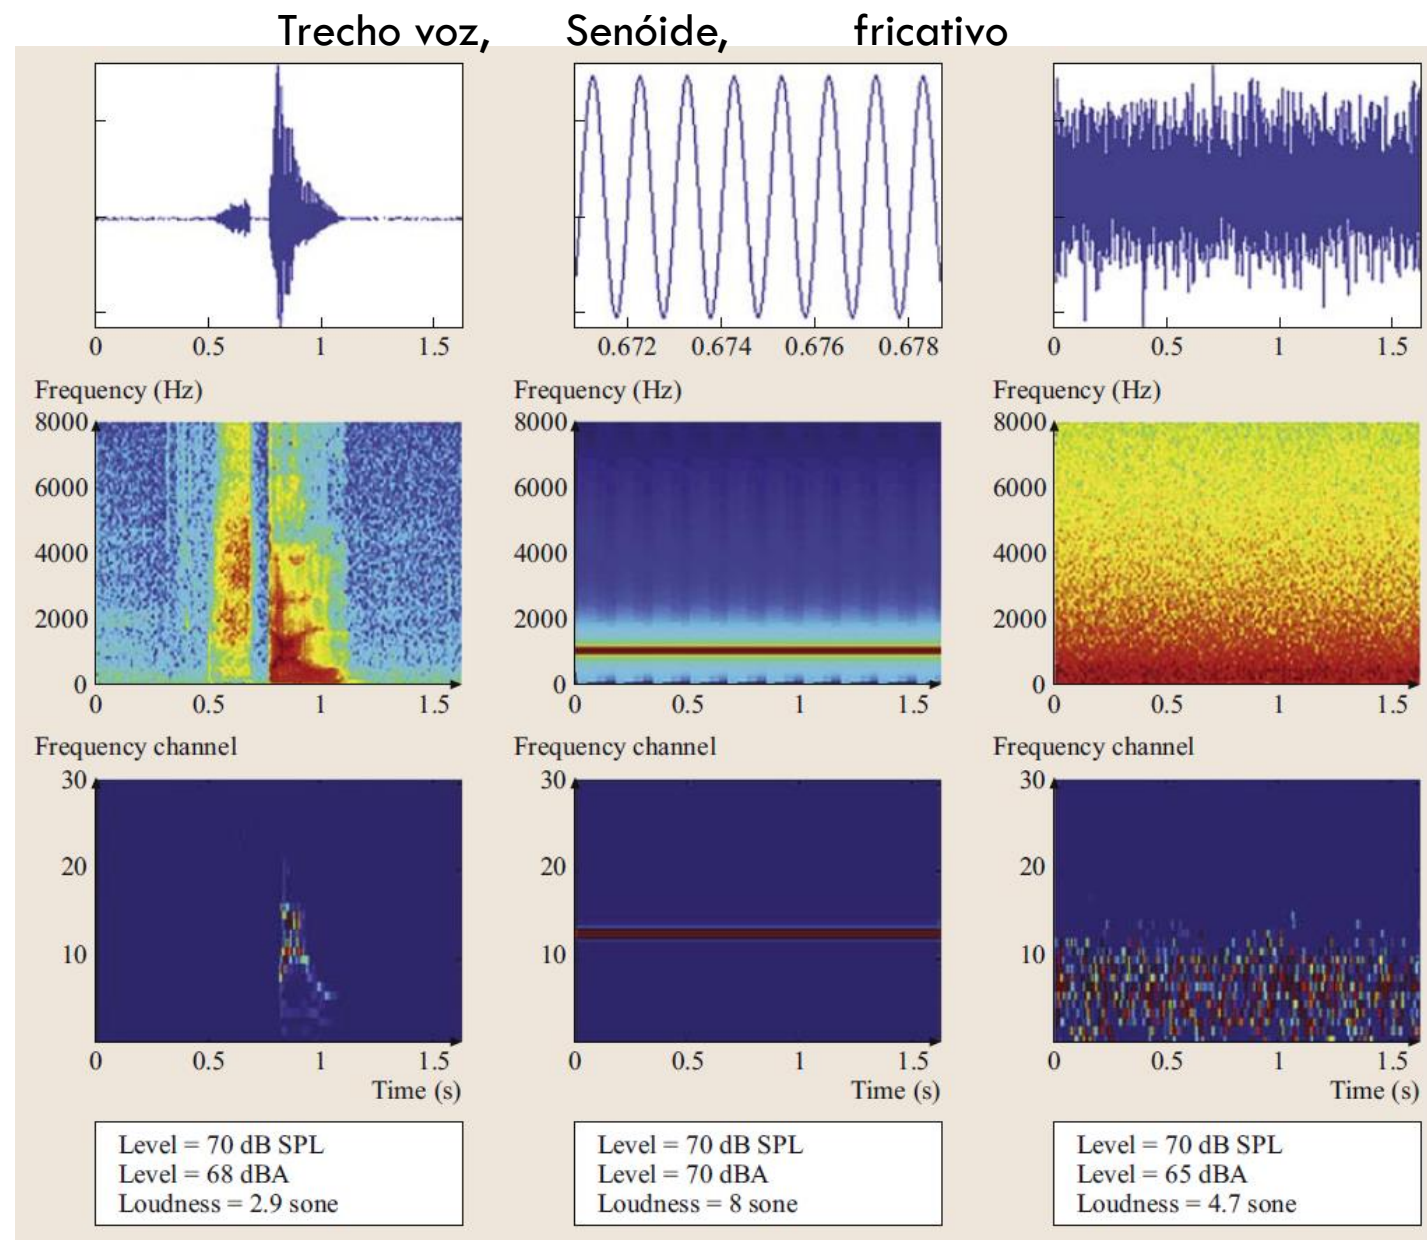 Trecho voz, Senóide, fricativo
0 0.5 1 1.5
0.672 0.674 0.676 0.678
0 0.5 1 1.5
Frequency (Hz)
8000
6000
4000
2000
0
0 0.5 1 1.5
Frequency (Hz)
8000
6000
4000
2000
0
0 0.5 1 1.5
Frequency (Hz)
8000
6000
4000
2000
0
0 0.5 1 1.5
Frequency channel
30
20
10
0 0.5 1 1.5
Time (s)
Frequency channel
30
20
10
0 0.5 1 1.5
Time (s)
Frequency channel
30
20
10
0 0.5 1 1.5
Time (s)
Level = 70 dB SPL
Level = 68 dBA
Loudness = 2.9 sone
Level = 70 dB SPL
Level = 70 dBA
Loudness = 8 sone
Level = 70 dB SPL
Level = 65 dBA
Loudness = 4.7 sone